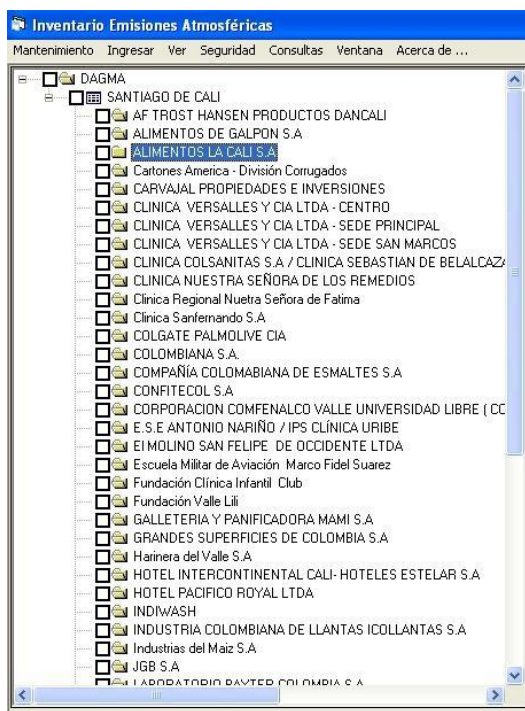 Inventario Emisiones Atmosféricas
Mantenimiento Ingresar Ver Seguridad Consultas Ventana Acerca de ...
DAGMA
SANTIAGO DE CALI
AF TROST HANSEN PRODUCTOS DANCALI
ALIMENTOS DE GALPON S.A
ALIMENTOS LA CALI S.A
Cartones America - División Corrugados
CARVAJAL PROPIEDADES E INVERSIONES
CLINICA VERSALLES Y CIA LTDA - CENTRO
CLINICA VERSALLES Y CIA LTDA - SEDE PRINCIPAL
CLINICA VERSALLES Y CIA LTDA - SEDE SAN MARCOS
CLINICA COLSANITAS S.A / CLINICA SEBASTIAN DE BELALCAZA
CLINICA NUESTRA SEÑORA DE LOS REMEDIOS
Clinica Regional Nuetra Señora de Fatima
Clinica Sanfernando S.A
COLGATE PALMOLIVE CIA
COLOMBIANA S.A.
COMPAÑÍA COLOMABIANA DE ESMALTES S.A
CONFITECOL S.A
CORPORACION COMFENALCO VALLE UNIVERSIDAD LIBRE ( CC
E.S.E ANTONIO NARIÑO / IPS CLÍNICA URIBE
El MOLINO SAN FELIPE DE OCCIDENTE LTDA
Escuela Militar de Aviación Marco Fidel Suarez
Fundación Clínica Infantil Club
Fundación Valle Lili
GALLETERIA Y PANIFICADORA MAMI S.A
GRANDES SUPERFICIES DE COLOMBIA S.A
Harinera del Valle S.A
HOTEL INTERCONTINENTAL CALI- HOTELES ESTELAR S.A
HOTEL PACIFICO ROYAL LTDA
INDIWASH
INDUSTRIA COLOMBIANA DE LLANTAS ICOLLANTAS S.A
Industrias del Maiz S.A
JGB S.A
LABORATORIO BAXTER COLOMBIA S.A